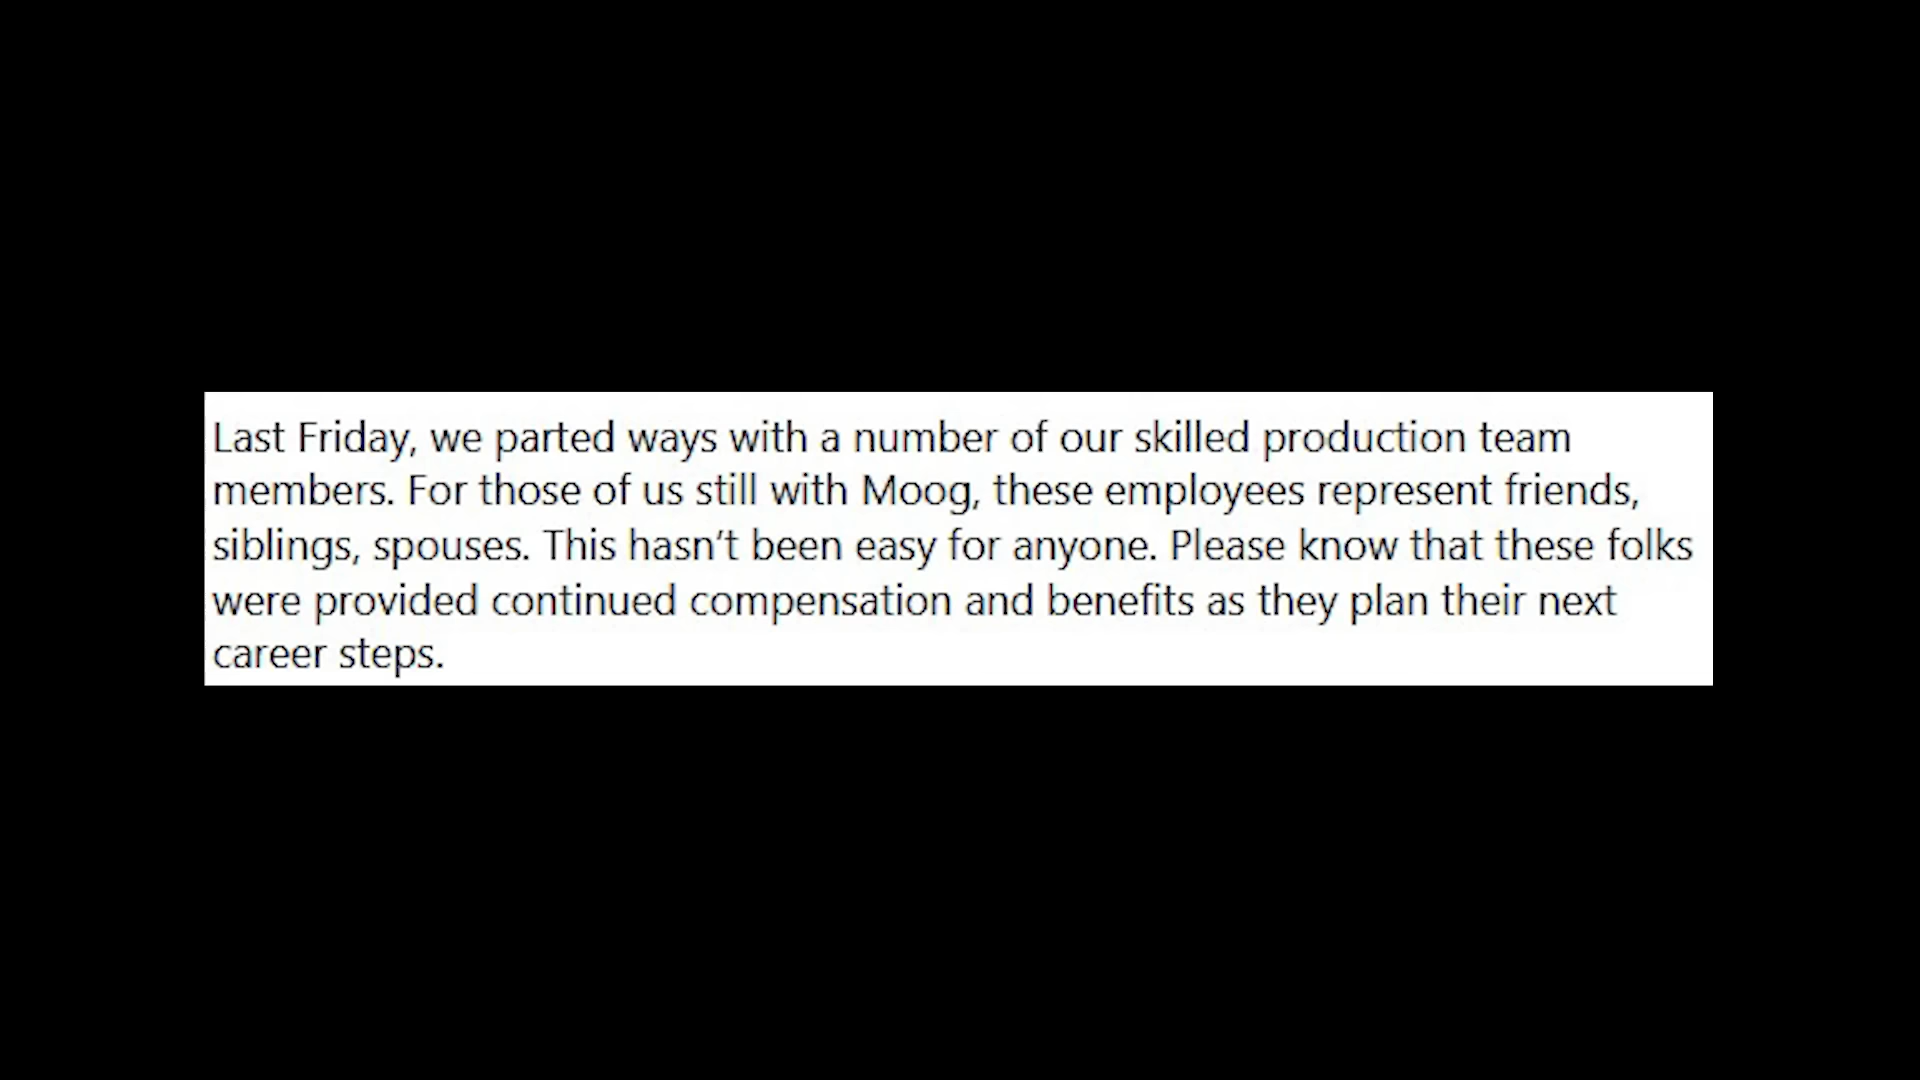 Last Friday, we parted ways with a number of our skilled production team
members. For those of us still with Moog, these employees represent friends,
siblings, spouses. This hasn’t been easy for anyone. Please know that these folks
were provided continued compensation and benefits as they plan their next
career steps.